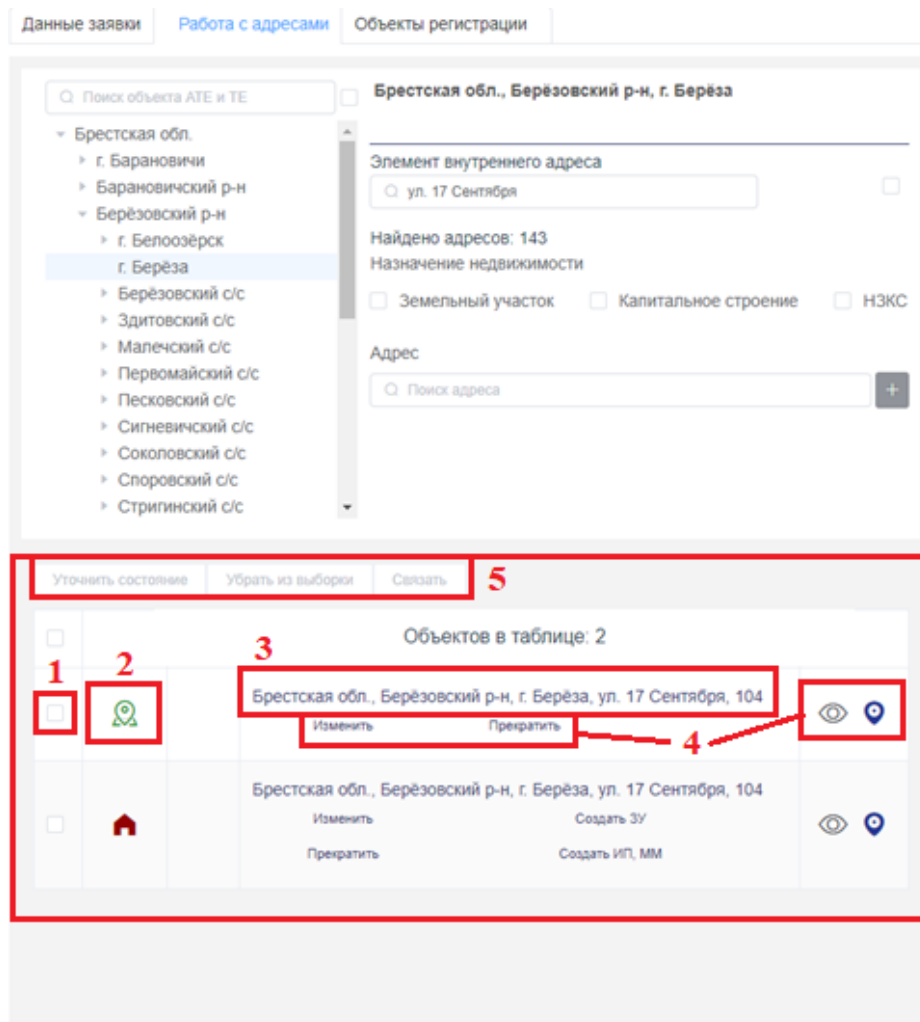 Данные заявки Работа с адресами Объекты регистрации
Поиск объекта АТЕ и ТЕ
Брестская обл.
г. Барановичи
Барановичский р-н
Берёзовский р-н
г. Белоозёрск
г. Берёза
Берёзовский с/с
Здитовский с/с
Малечский с/с
Первомайский с/с
Песковский с/с
Сигневичский с/с
Соколовский с/с
Споровский с/с
Стригинский с/с
Брестская обл., Берёзовский р-н, г. Берёза
Элемент внутреннего адреса
ул. 17 Сентября
Найдено адресов: 143
Назначение недвижимости
Земельный участок Капитальное строение НЗКС
Адрес
Поиск адреса
+
Уточнить состояние Убрать из выборки Связать 5
Объектов в таблице: 2
1 2 3
Брестская обл., Берёзовский р-н, г. Берёза, ул. 17 Сентября, 104
Изменить Прекратить 4
Брестская обл., Берёзовский р-н, г. Берёза, ул. 17 Сентября, 104
Изменить Создать ЗУ
Прекратить Создать ИП, ММ